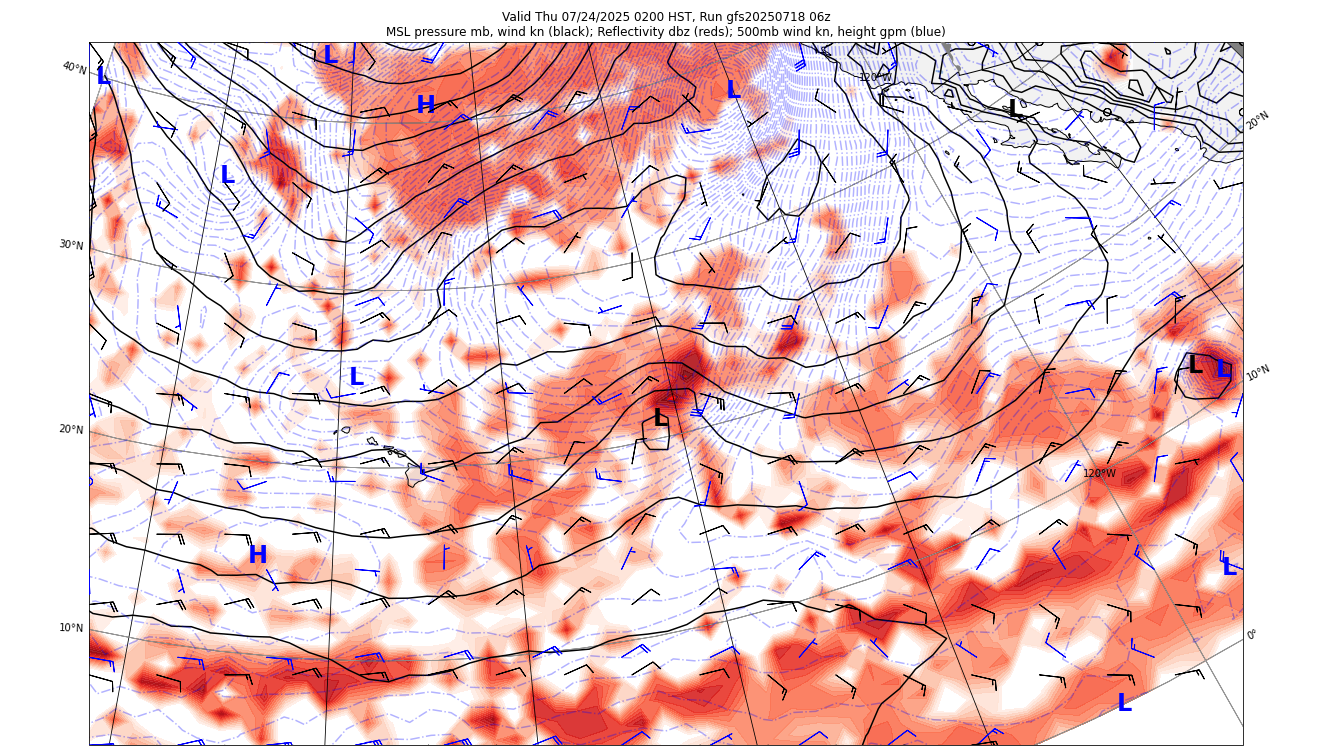 Valid Thu 07/24/2025 0200 HST, Run gfs20250718 06z
MSL pressure mb, wind kn (black); Reflectivity dbz (reds); 500mb wind kn, height gpm (blue)
L
40°N
L
120°W
L
H
L
20°N
L
30°N
L
L
10°N
L
L
20°N
120°W
H
L
10°N
0°
L